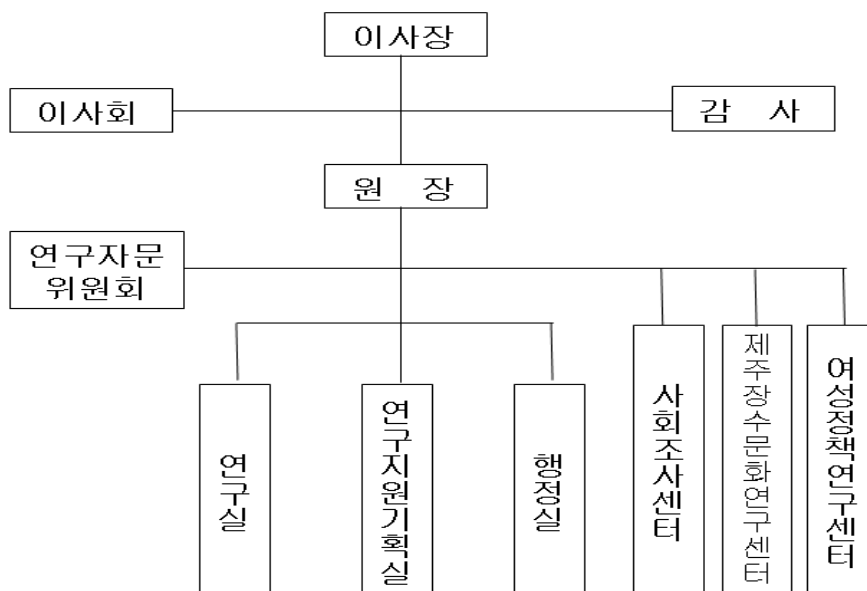 이사장
이사회
감 사
원 장
연구자문
위원회
연구실
연구지원기획실
행정실
사회조사센터
제주장수문화연구센터
여성정책연구센터